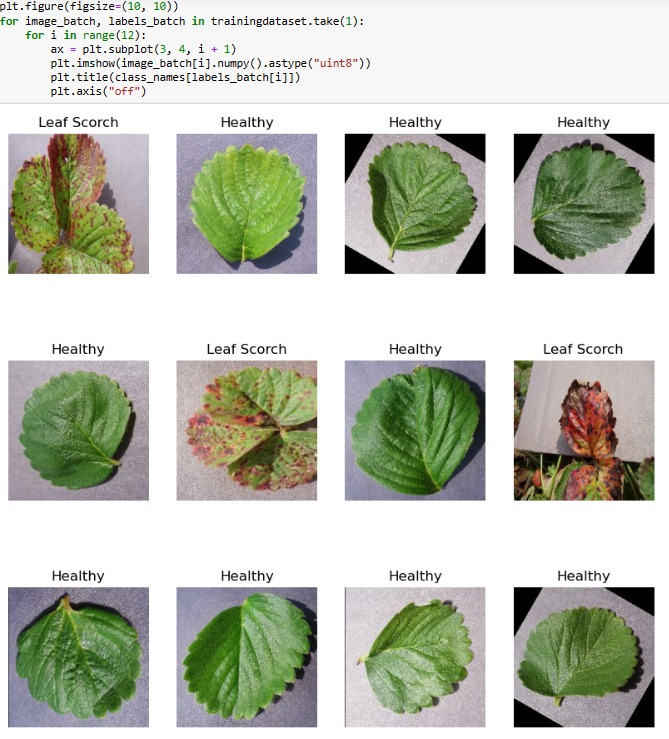 plt.figure(figsize=(10, 10))
for image_batch, labels_batch in trainingdataset.take(1):
    for i in range(12):
        ax = plt.subplot(3, 4, i + 1)
        plt.imshow(image_batch[i].numpy().astype("uint8"))
        plt.title(class_names[labels_batch[i]])
        plt.axis("off")
Leaf Scorch Healthy Healthy Healthy
Healthy Leaf Scorch Healthy Leaf Scorch
Healthy Healthy Healthy Healthy